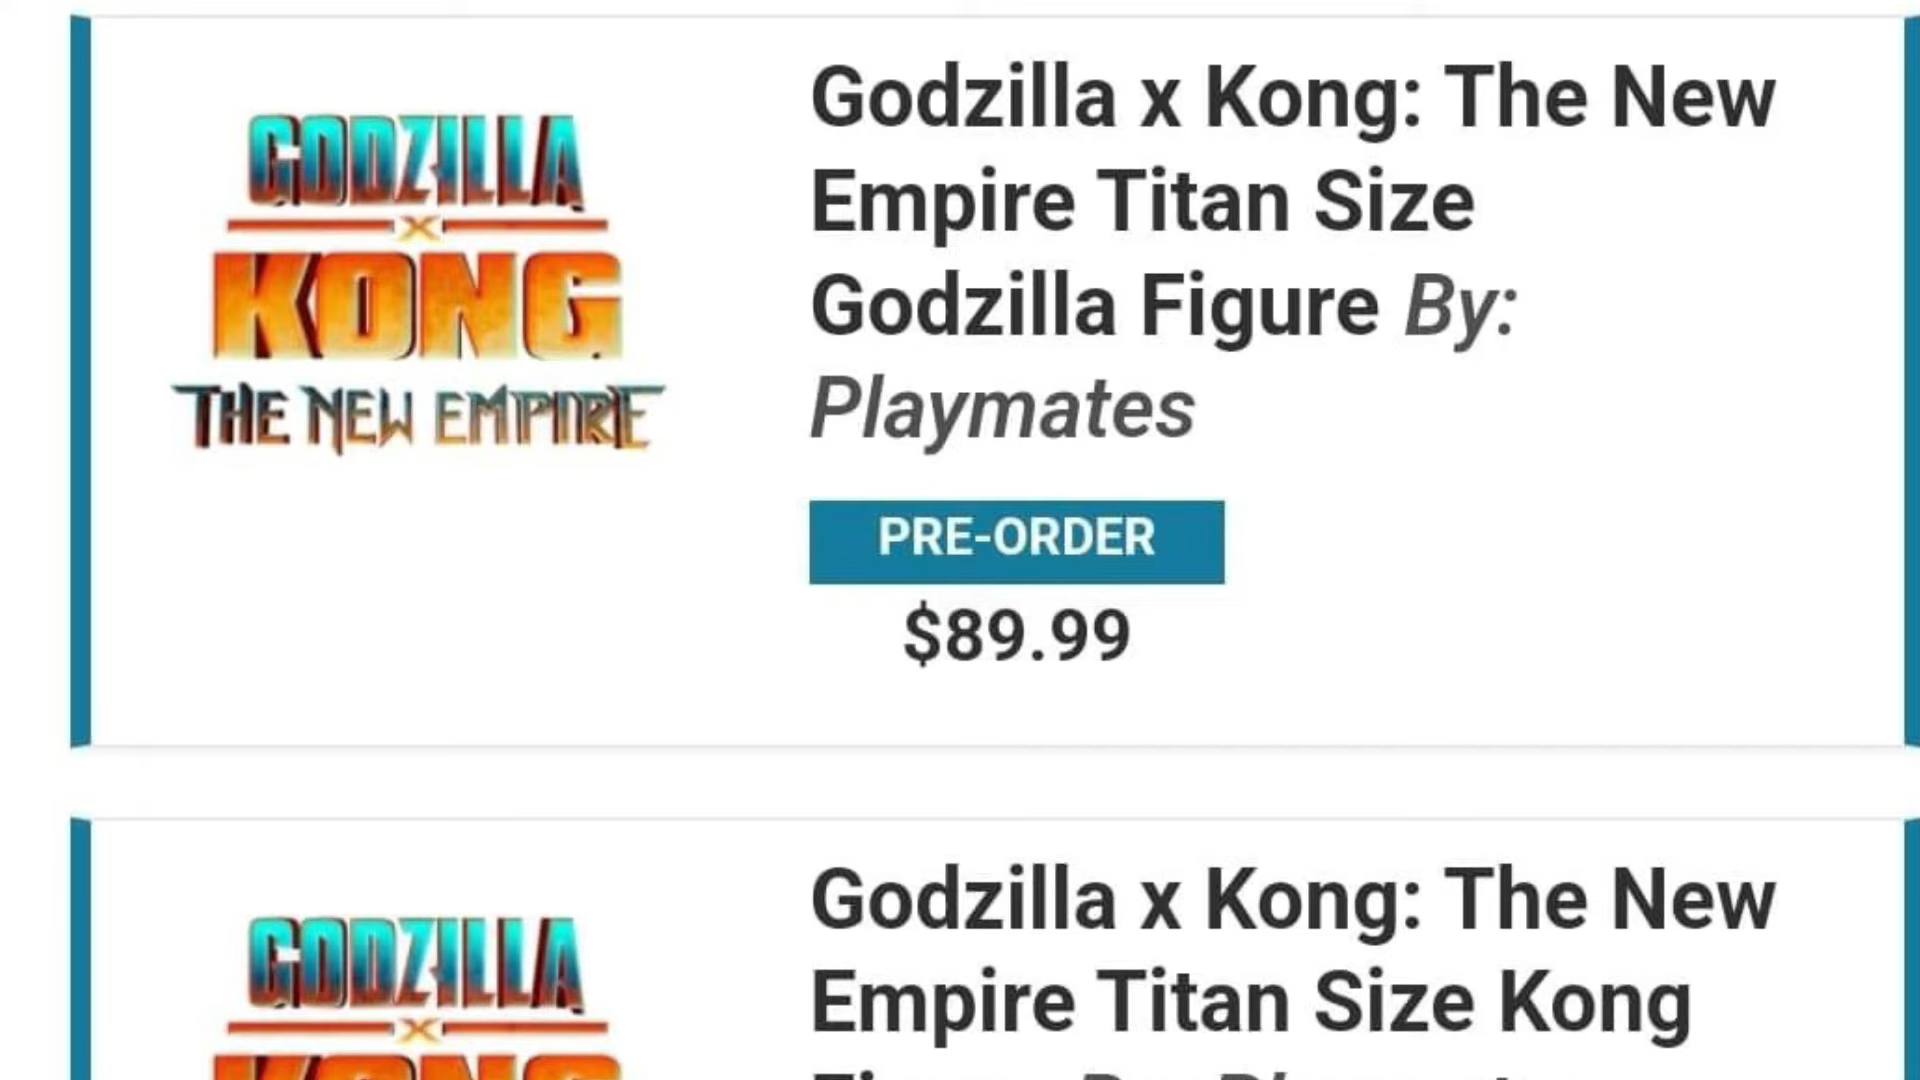 GODZILLA
X
KONG
THE NEW EMPIRE
Godzilla x Kong: The New
Empire Titan Size
Godzilla Figure By:
Playmates
PRE-ORDER
$89.99
GODZILLA
X
KONG
Godzilla x Kong: The New
Empire Titan Size Kong